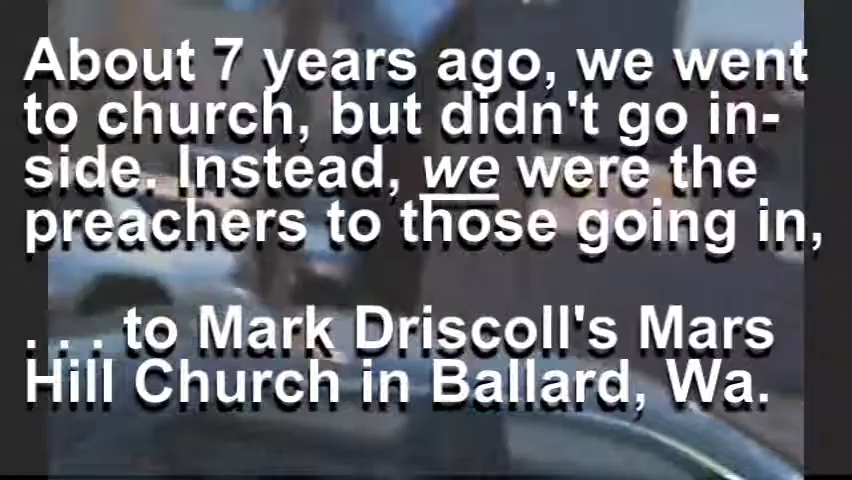 About 7 years ago, we went
to church, but didn't go in-
side. Instead, we were the
preachers to those going in,
. . . to Mark Driscoll's Mars
Hill Church in Ballard, Wa.